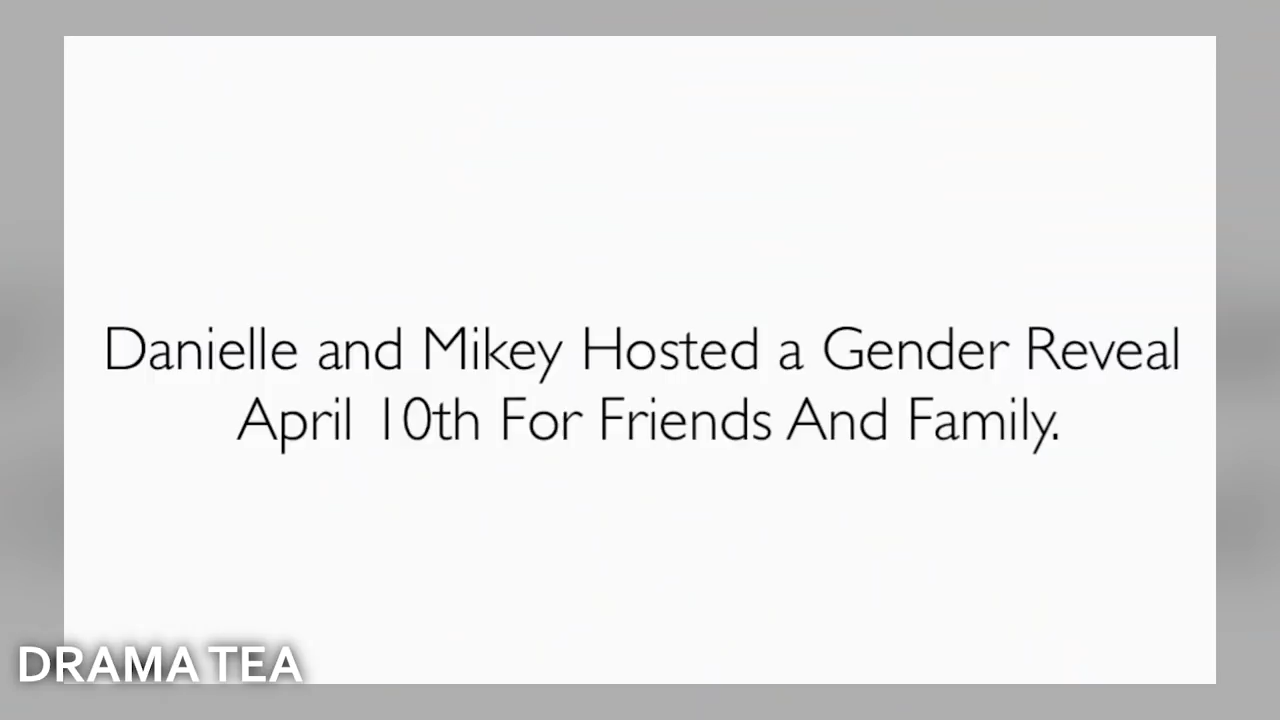 Danielle and Mikey Hosted a Gender Reveal
April 10th For Friends And Family.
DRAMA TEA